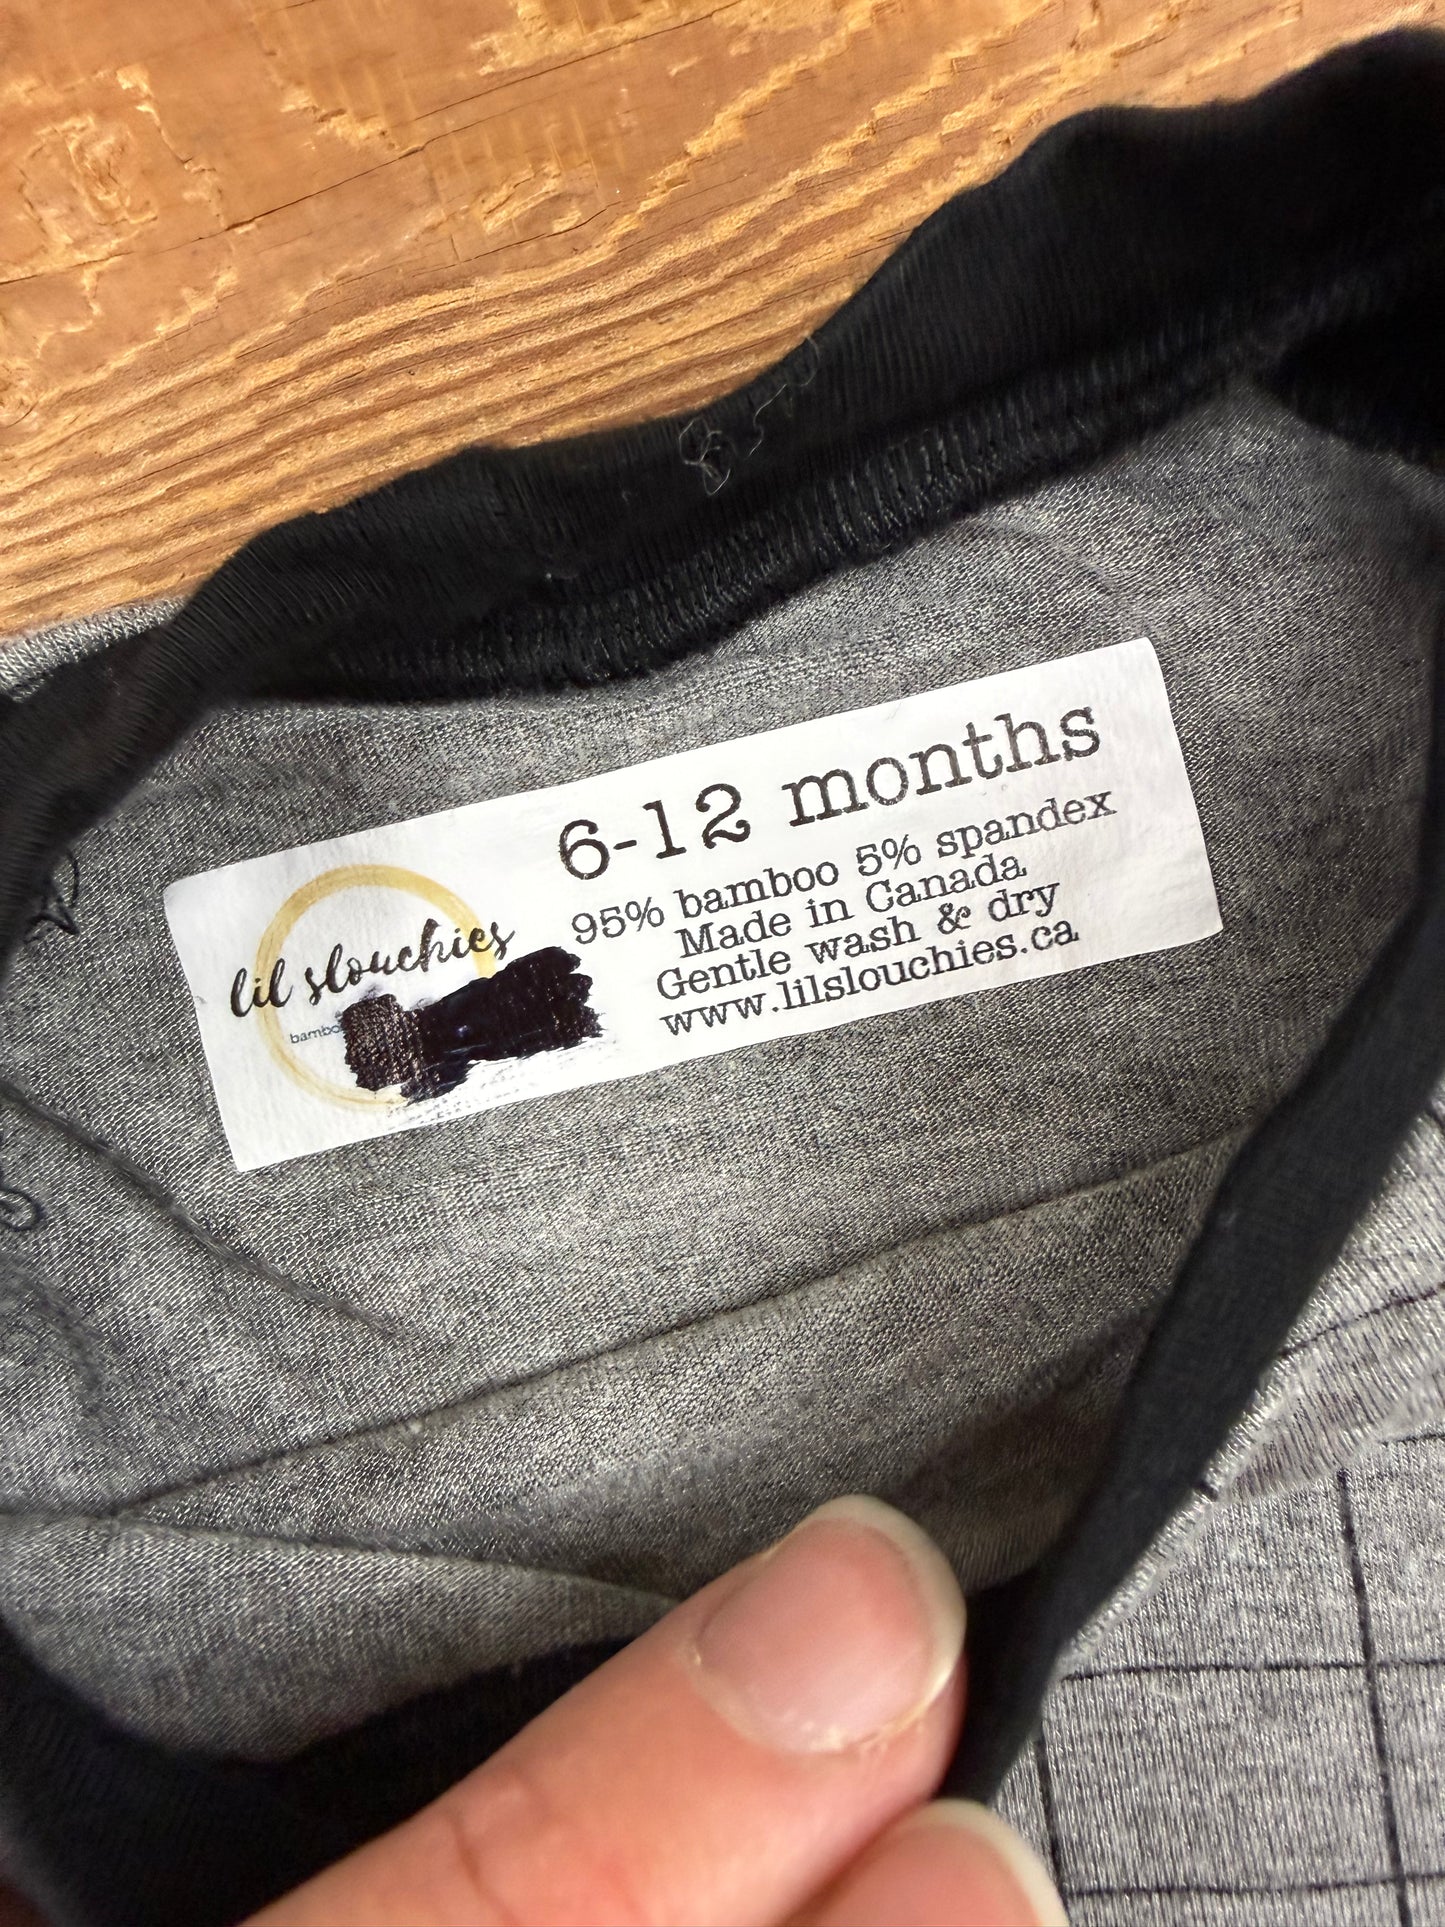 lil slouchies
6-12 months
95% bamboo 5% spandex
Made in Canada
Gentle wash & dry
www.lilslouchies.ca